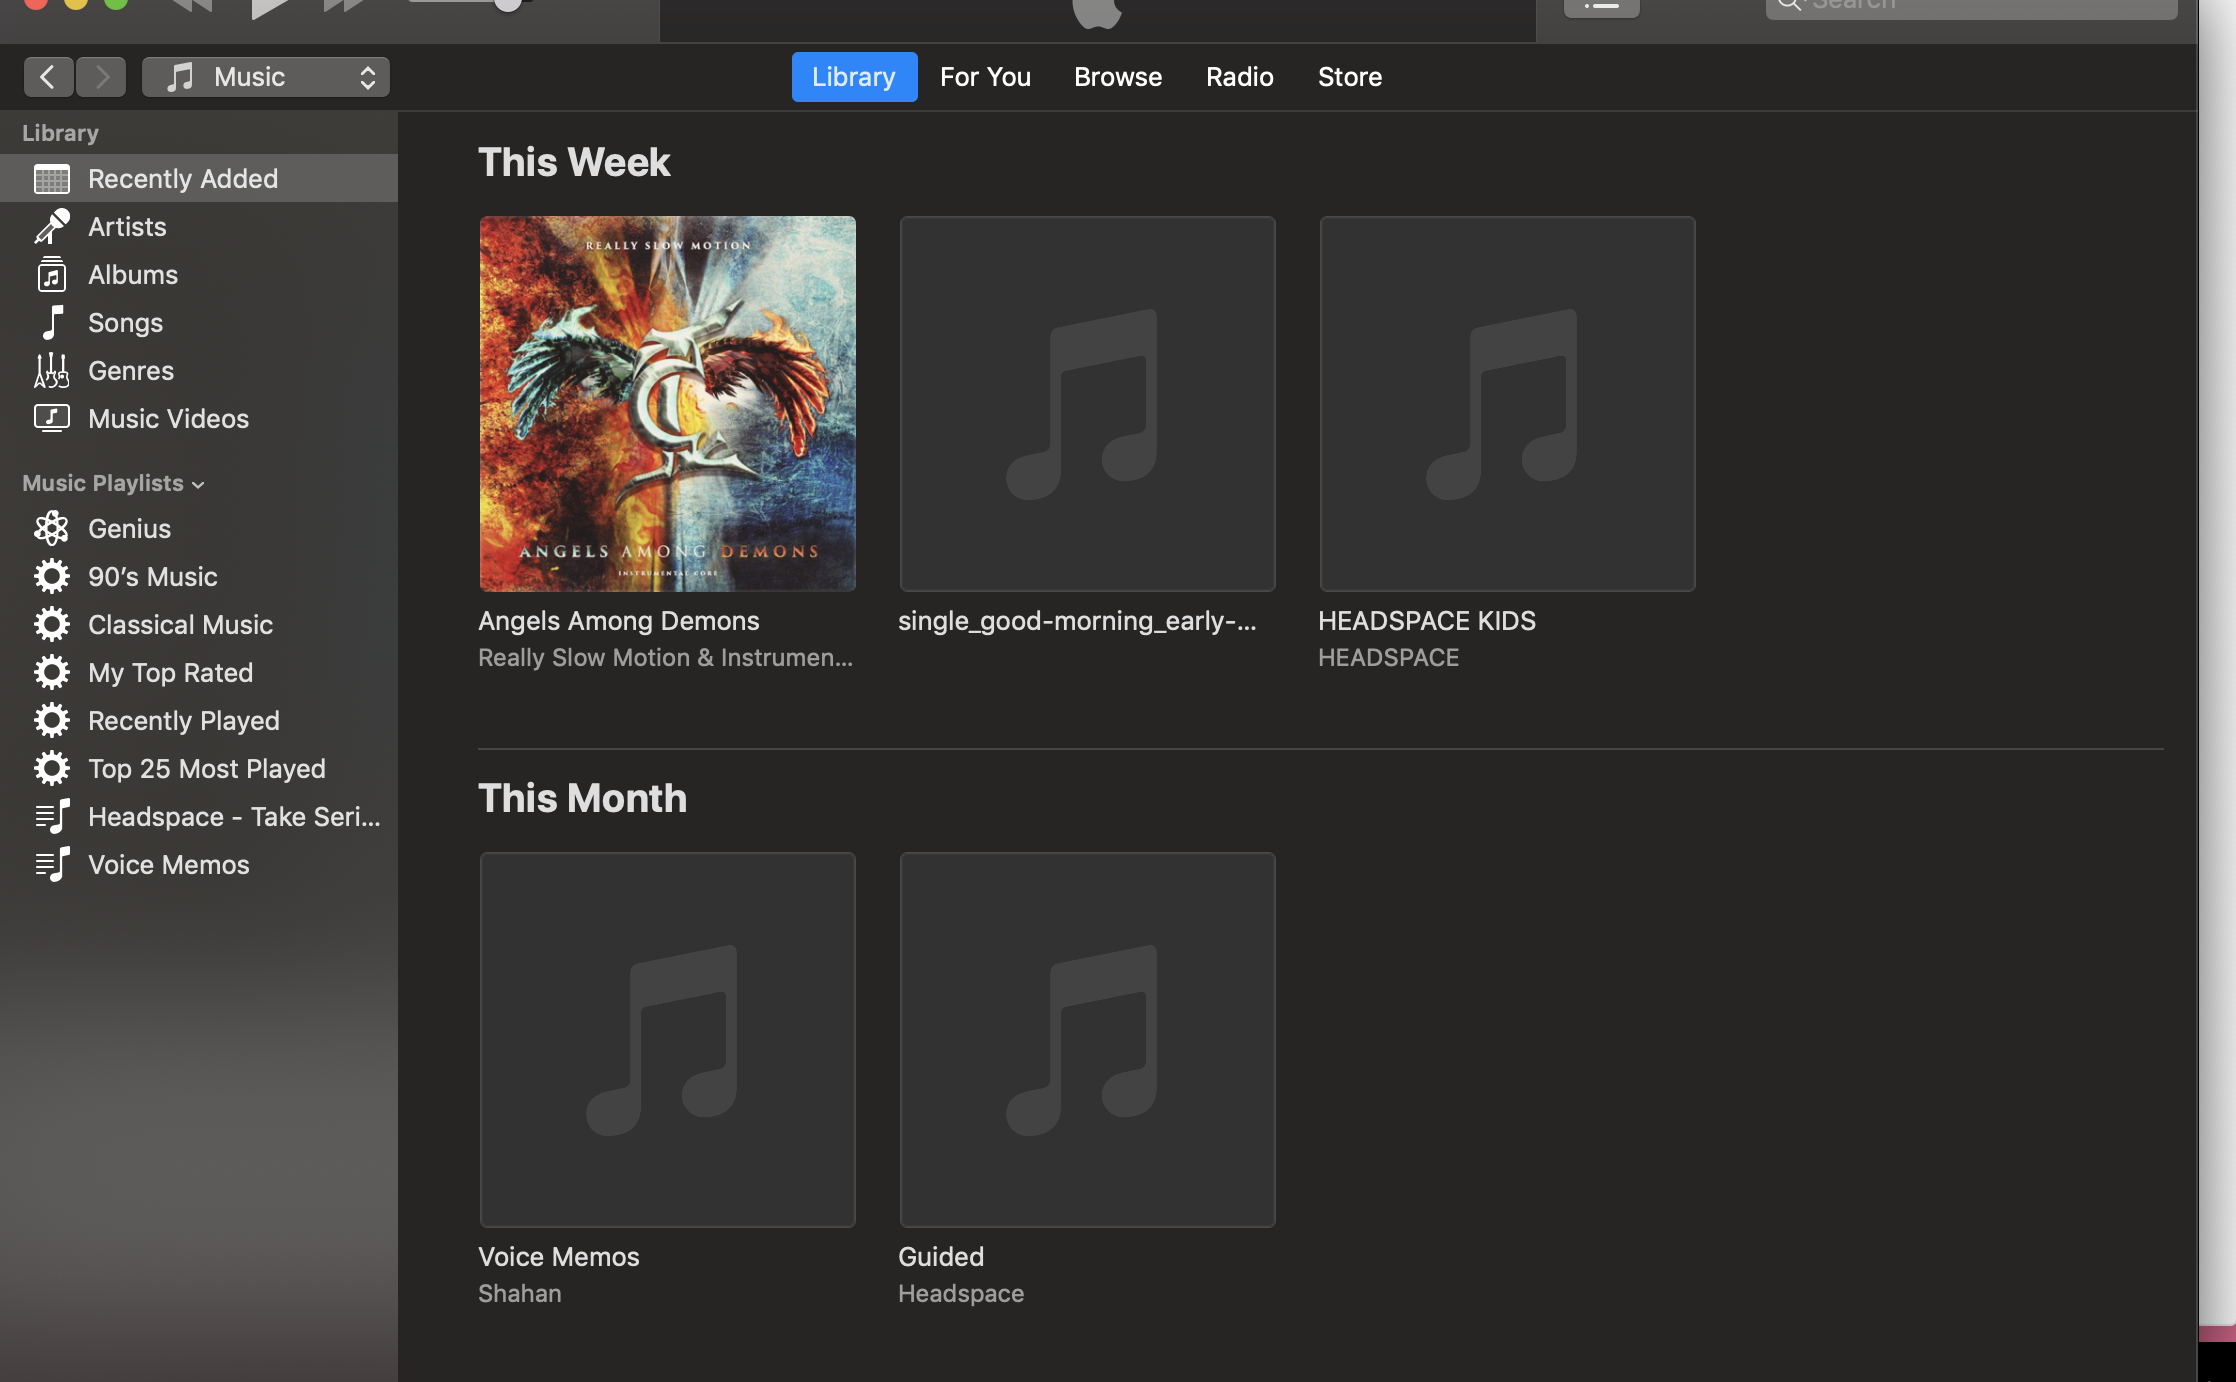 Search
Music
Library
For You
Browse
Radio
Store
Library
Recently Added
Artists
Albums
Songs
Genres
Music Videos
Music Playlists
Genius
90’s Music
Classical Music
My Top Rated
Recently Played
Top 25 Most Played
Headspace - Take Seri...
Voice Memos
This Week
REALLY SLOW MOTION
ANGELS AMONG DEMONS
INSTRUMENTAL CORE
Angels Among Demons
Really Slow Motion & Instrumen...
single_good-morning_early-...
HEADSPACE KIDS
HEADSPACE
This Month
Voice Memos
Shahan
Guided
Headspace